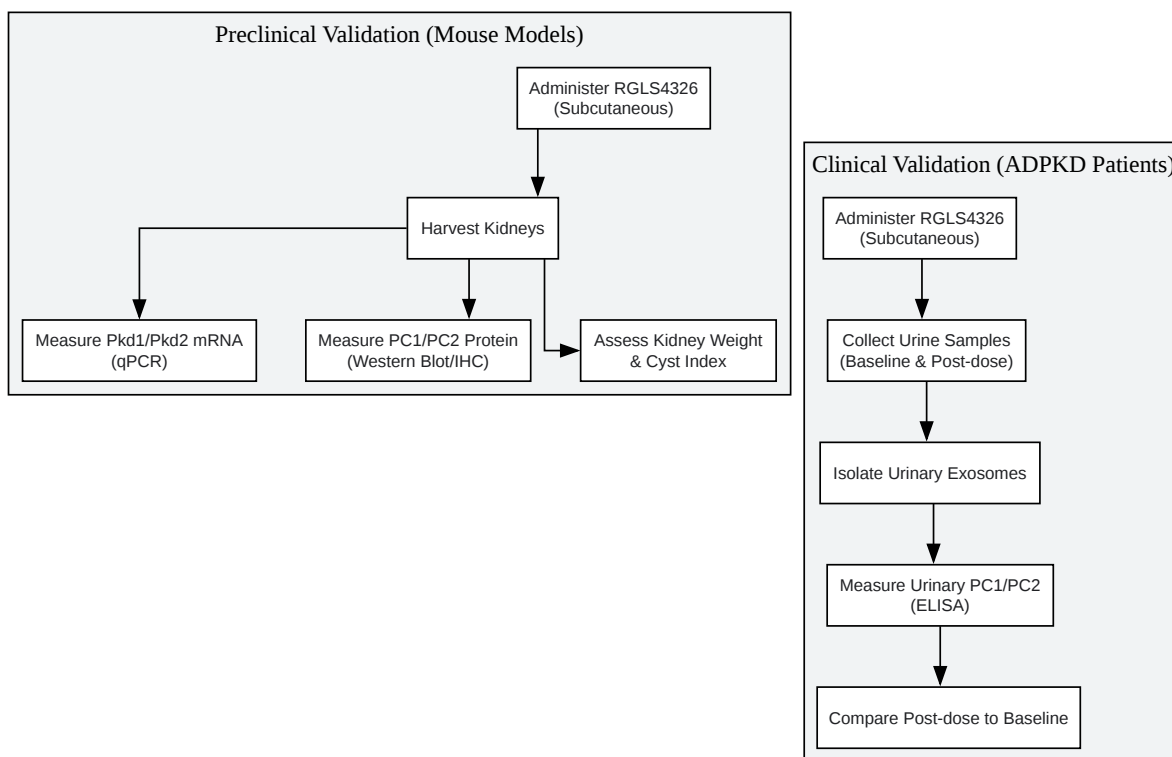 Preclinical Validation (Mouse Models)
Administer RGLS4326
(Subcutaneous)
Harvest Kidneys
Measure Pkd1/Pkd2 mRNA
(qPCR)
Measure PC1/PC2 Protein
(Western Blot/IHC)
Assess Kidney Weight
& Cyst Index
Clinical Validation (ADPKD Patients)
Administer RGLS4326
(Subcutaneous)
Collect Urine Samples
(Baseline & Post-dose)
Isolate Urinary Exosomes
Measure Urinary PC1/PC2
(ELISA)
Compare Post-dose to Baseline